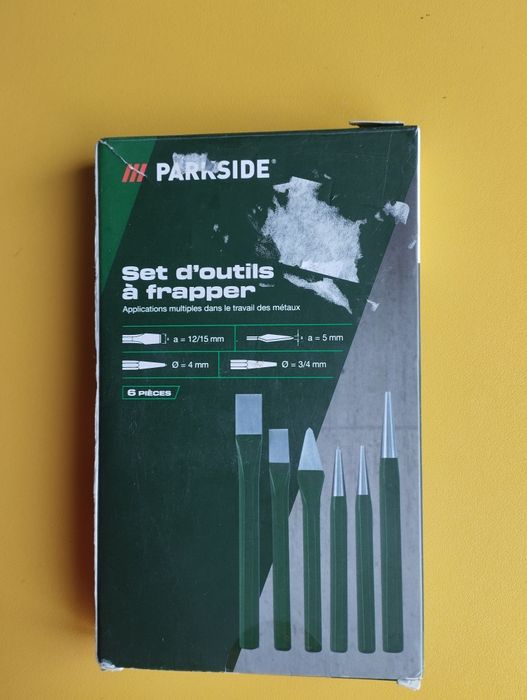 PARKSIDE®
Set d'outils
à frapper
Applications multiples dans le travail des métaux
a = 12/15 mm
a = 5 mm
Ø = 4 mm
Ø = 3/4 mm
6 PIÈCES